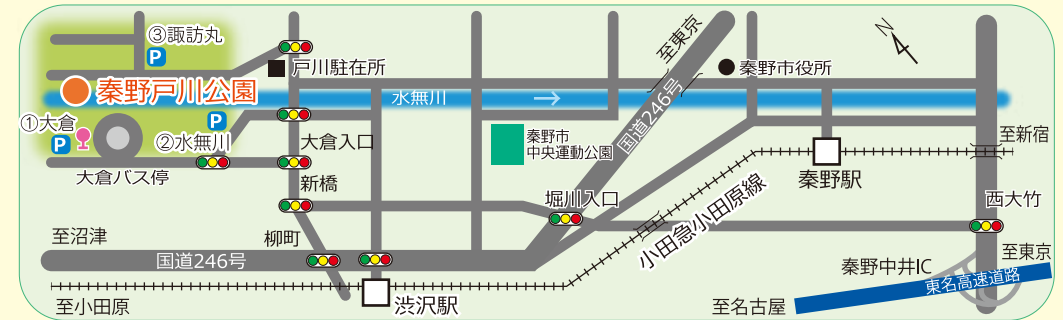 ③諏訪丸
P
戸川駐在所
秦野戸川公園
①大倉
P
P
②水無川
大倉バス停
大倉入口
新橋
柳町
水無川
→
至東京
国道246号
N
秦野市役所
秦野市
中央運動公園
堀川入口
小田急小田原線
秦野駅
至新宿
西大竹
至沼津
国道246号
至小田原
渋沢駅
至東京
秦野中井IC
東名高速道路
至名古屋